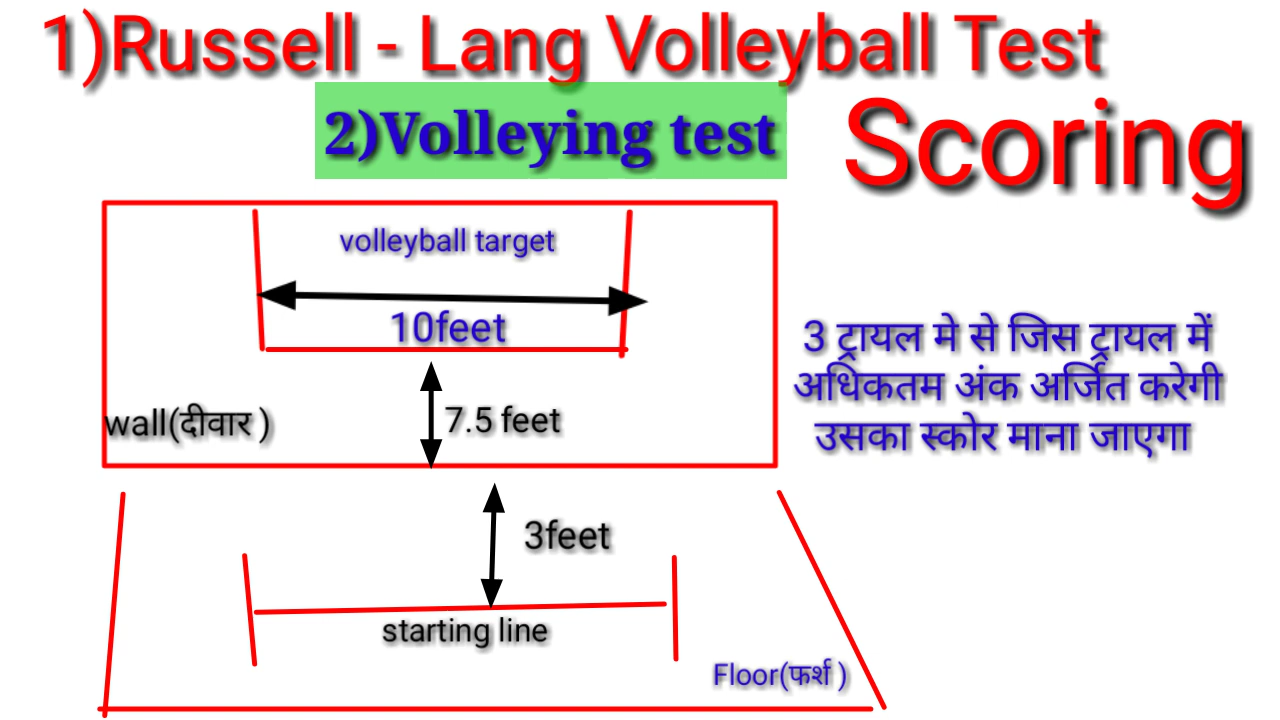 1)Russell - Lang Volleyball Test
2)Volleying test
Scoring
volleyball target
10feet
7.5 feet
wall(दीवार )
3 ट्रायल मे से जिस ट्रायल में
अधिकतम अंक अर्जित करेगी
उसका स्कोर माना जाएगा
3feet
starting line
Floor(फर्श )